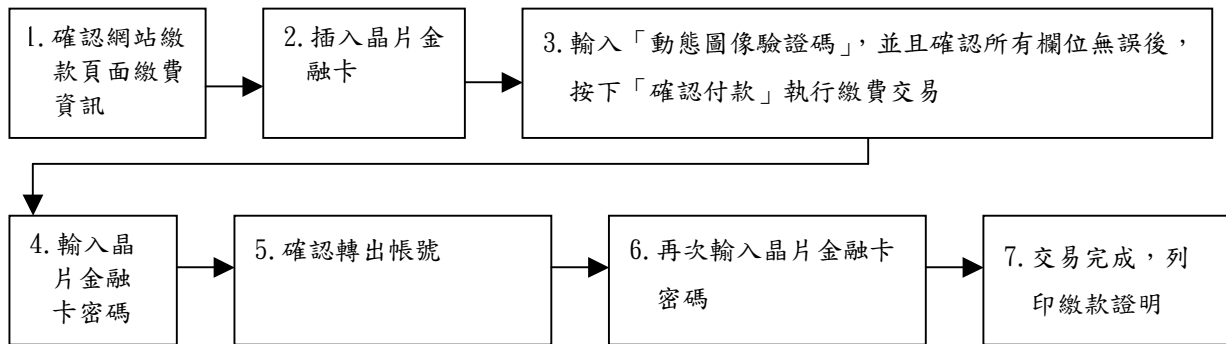 1.確認網站繳
款頁面繳費
資訊
2.插入晶片金
融卡
3.輸入「動態圖像驗證碼」,並且確認所有欄位無誤後,
按下「確認付款」執行繳費交易
4.輸入晶
片金融
卡密碼
5.確認轉出帳號
6.再次輸入晶片金融卡
密碼
7.交易完成,列
印繳款證明